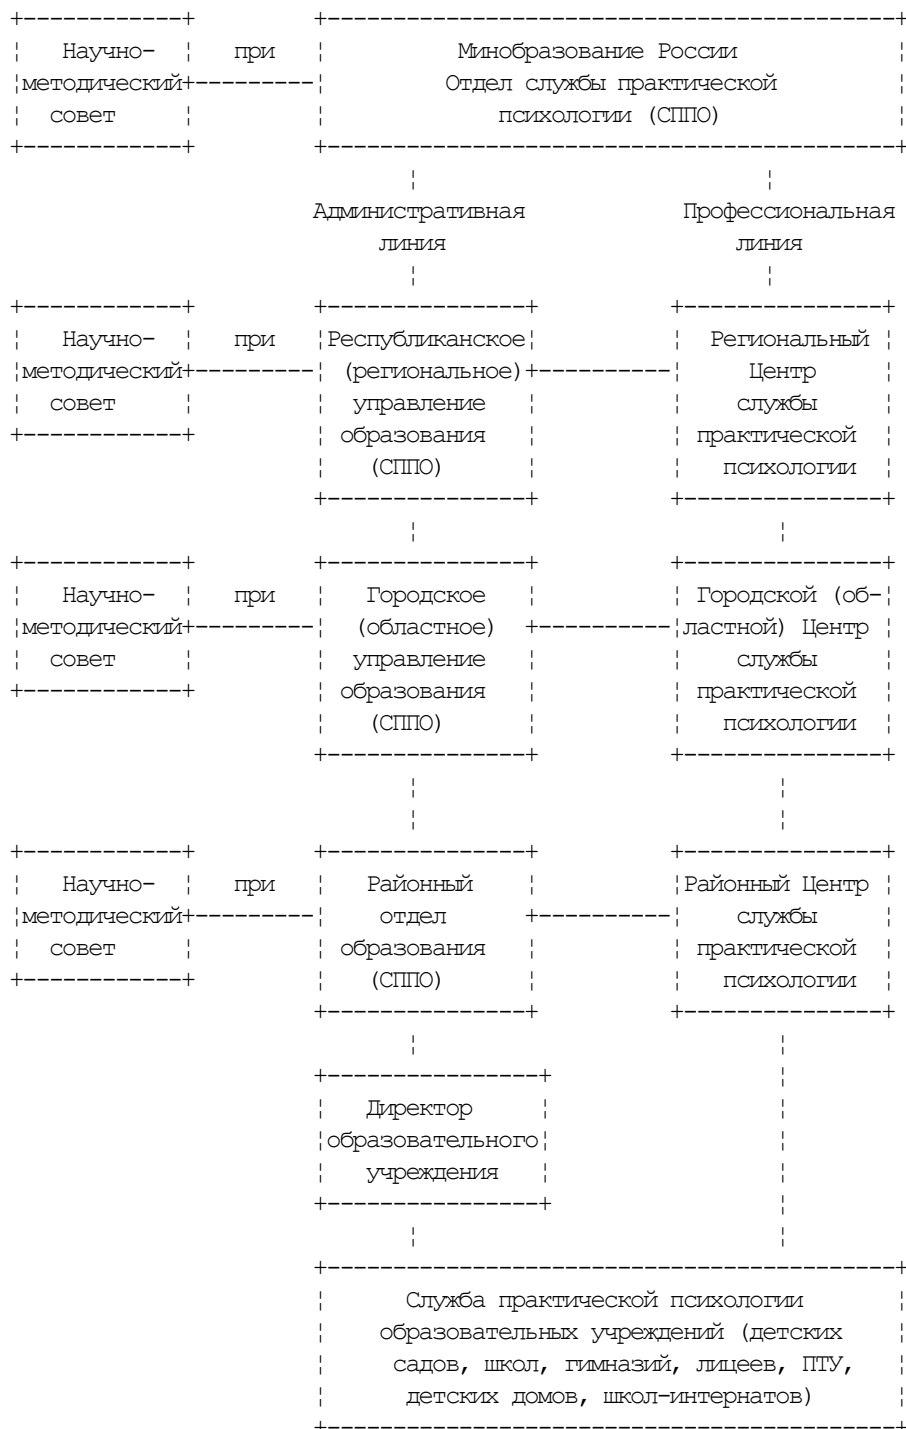 Научно- при Минобразование России
методический Отдел службы практической
совет психологии (СППО)
Административная Профессиональная
линия линия
Научно- при Республиканское Региональный
методический (региональное) Центр
совет управление службы
образования практической
(СППО) психологии
Научно- при Городское Городской (об-
методический (областное) ластной) Центр
совет управление службы
образования практической
(СППО) психологии
Научно- при Районный Районный Центр
методический отдел службы
совет образования практической
(СППО) психологии
Директор
образовательного
учреждения
Служба практической психологии
образовательных учреждений (детских
садов, школ, гимназий, лицеев, ПТУ,
детских домов, школ-интернатов)